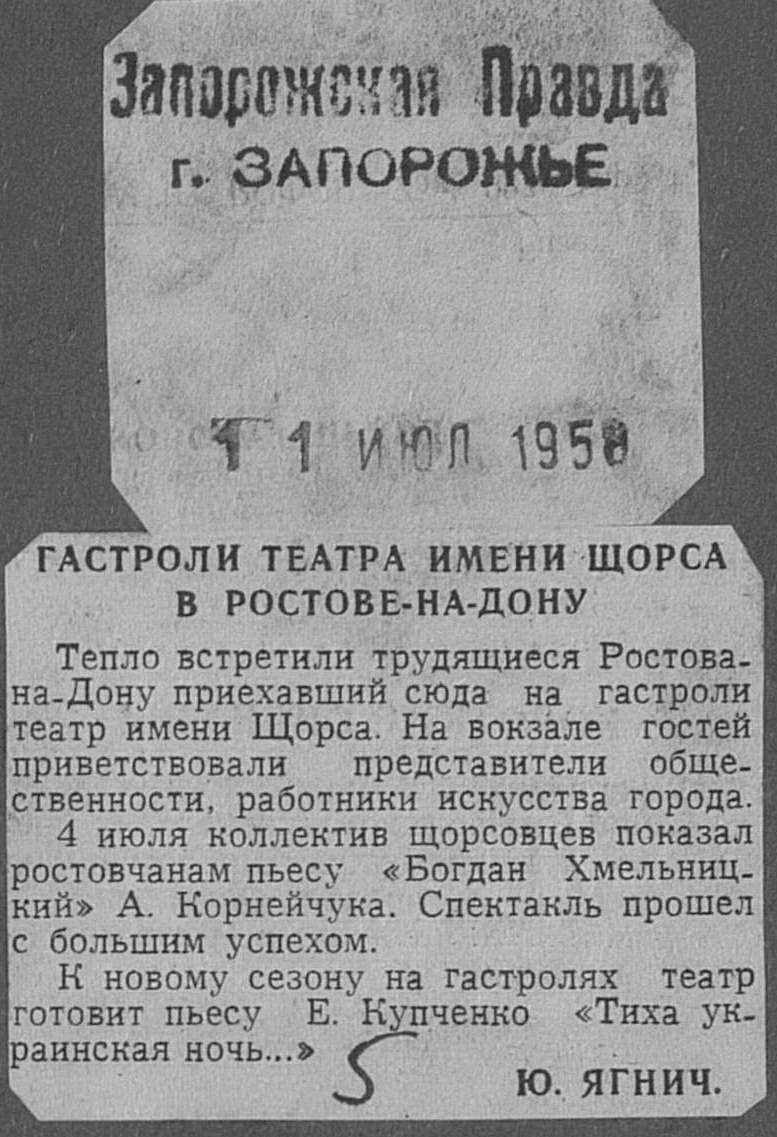 Запорожская Правда
г. ЗАПОРОЖЬЕ
11 ИЮЛ 1958
ГАСТРОЛИ ТЕАТРА ИМЕНИ ЩОРСА
В РОСТОВЕ-НА-ДОНУ
Тепло встретили трудящиеся Ростова-
на-Дону приехавший сюда на гастроли
театр имени Щорса. На вокзале гостей
приветствовали представители обще-
ственности, работники искусства города.
4 июля коллектив щорсовцев показал
ростовчанам пьесу «Богдан Хмельниц-
кий» А. Корнейчука. Спектакль прошел
с большим успехом.
К новому сезону на гастролях театр
готовит пьесу Е. Купченко «Тиха ук-
раинская ночь...»
5
Ю. ЯГНИЧ.